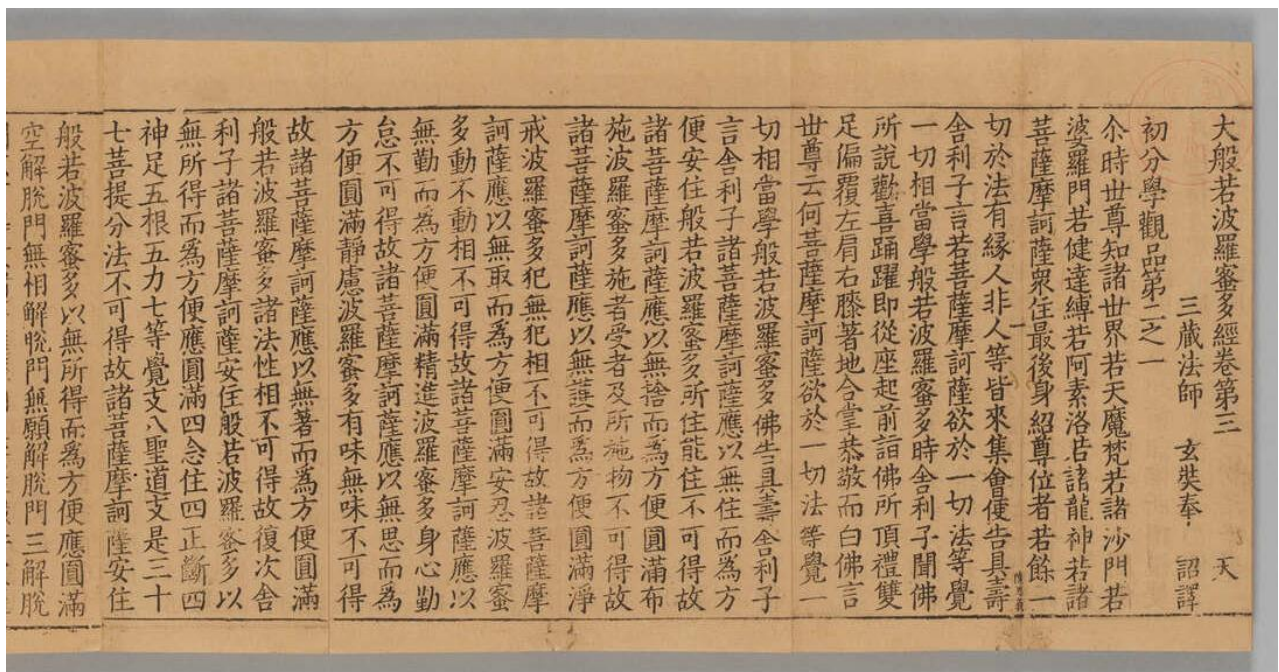 大般若波羅蜜多經卷第三　天
三藏法師　玄奘奉　詔譯
初分學觀品第二之一
尒時世尊知諸世界若天魔梵若諸沙門若
婆羅門若健達縛若阿素洛若諸龍神若諸
菩薩摩訶薩衆住最後身紹尊位者若餘一
切於法有緣人非人等皆來集會便告具壽
舍利子言若菩薩摩訶薩欲於一切法等覺
一切相當學般若波羅蜜多時舍利子聞佛
所說歡喜踊躍即從座起前詣佛所頂禮雙
足偏覆左肩右膝著地合掌恭敬而白佛言
世尊云何菩薩摩訶薩欲於一切法等覺一
切相當學般若波羅蜜多佛告具壽舍利子
言舍利子諸菩薩摩訶薩應以無住而為方
便安住般若波羅蜜多所住能住不可得故
諸菩薩摩訶薩應以無捨而為方便圓滿布
施波羅蜜多施者受者及所施物不可得故
諸菩薩摩訶薩應以無護而爲方便圓滿淨
戒波羅蜜多犯無犯相不可得故諸菩薩摩
訶薩應以無取而爲方便圓滿安忍波羅蜜
多動不動相不可得故諸菩薩摩訶薩應以
無勤而為方便圓滿精進波羅蜜多身心勤
怠不可得故諸菩薩摩訶薩應以無思而為
方便圓滿靜慮波羅蜜多有味無味不可得
故諸菩薩摩訶薩應以無著而爲方便圓滿
般若波羅蜜多諸法性相不可得故復次舍
利子諸菩薩摩訶薩安住般若波羅蜜多以
無所得而爲方便應圓滿四念住四正斷四
神足五根五力七等覺支八聖道支是三十
七菩提分法不可得故諸菩薩摩訶薩安住
般若波羅蜜多以無所得而爲方便應圓滿
空解脫門無相解脫門無願解脫門三解脫